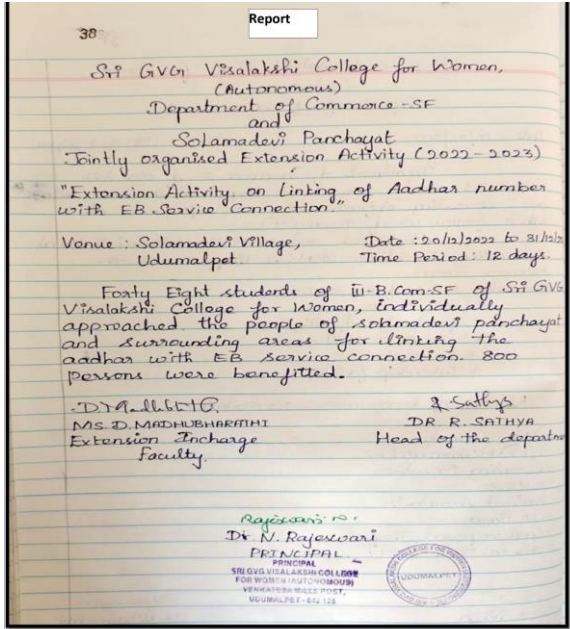 Report
38
Sri GVG Visalakshi College for Women,
(Autonomous)
Department of Commerce - SF
and
Solamadevi Panchayat
Jointly organised Extension Activity (2022-2023)
"Extension Activity on Linking of Aadhar number
with EB Service Connection."
Venue : Solamadevi Village, Date : 20/12/2022 to 31/12/2
Udumalpet Time Period : 12 days.
Forty Eight students of III-B.Com-SF of Sri GVG
Visalakshi College for Women, individually
approached the people of solamadevi panchayat
and surrounding areas for linking the
aadhar with EB service connection. 800
persons were benefitted.
R. Sathya
MS. D. MADHUBHARATHI DR R. SATHYA
Extension Incharge Head of the departme
Faculty.
Rajeswari N.
Dr N. Rajeswari
PRINCIPAL
PRINCIPAL
SRI GVG VISALAKSHI COLLEGE
FOR WOMEN (AUTONOMOUS)
VENKATESA MILLS POST,
UDUMALPET - 642 128
UDUMALPET